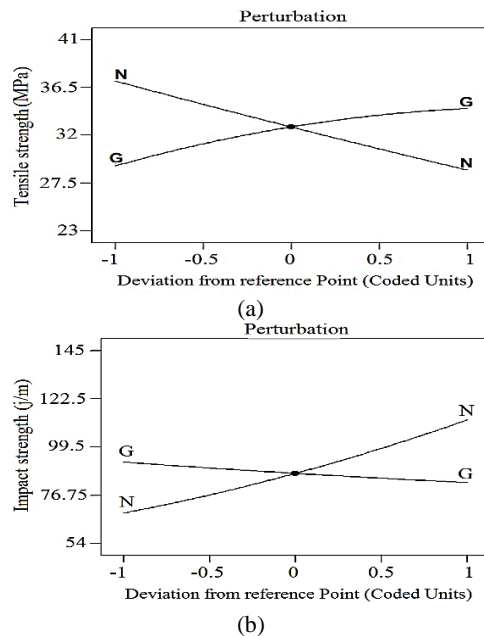 Perturbation
41
36.5
32
27.5
23
Tensile strength (MPa)
N
G
G
N
-1
-0.5
0
0.5
1
Deviation from reference Point (Coded Units)
(a)
Perturbation
145
122.5
99.5
76.75
54
Impact strength (j/m)
G
N
N
G
-1
-0.5
0
0.5
1
Deviation from reference Point (Coded Units)
(b)